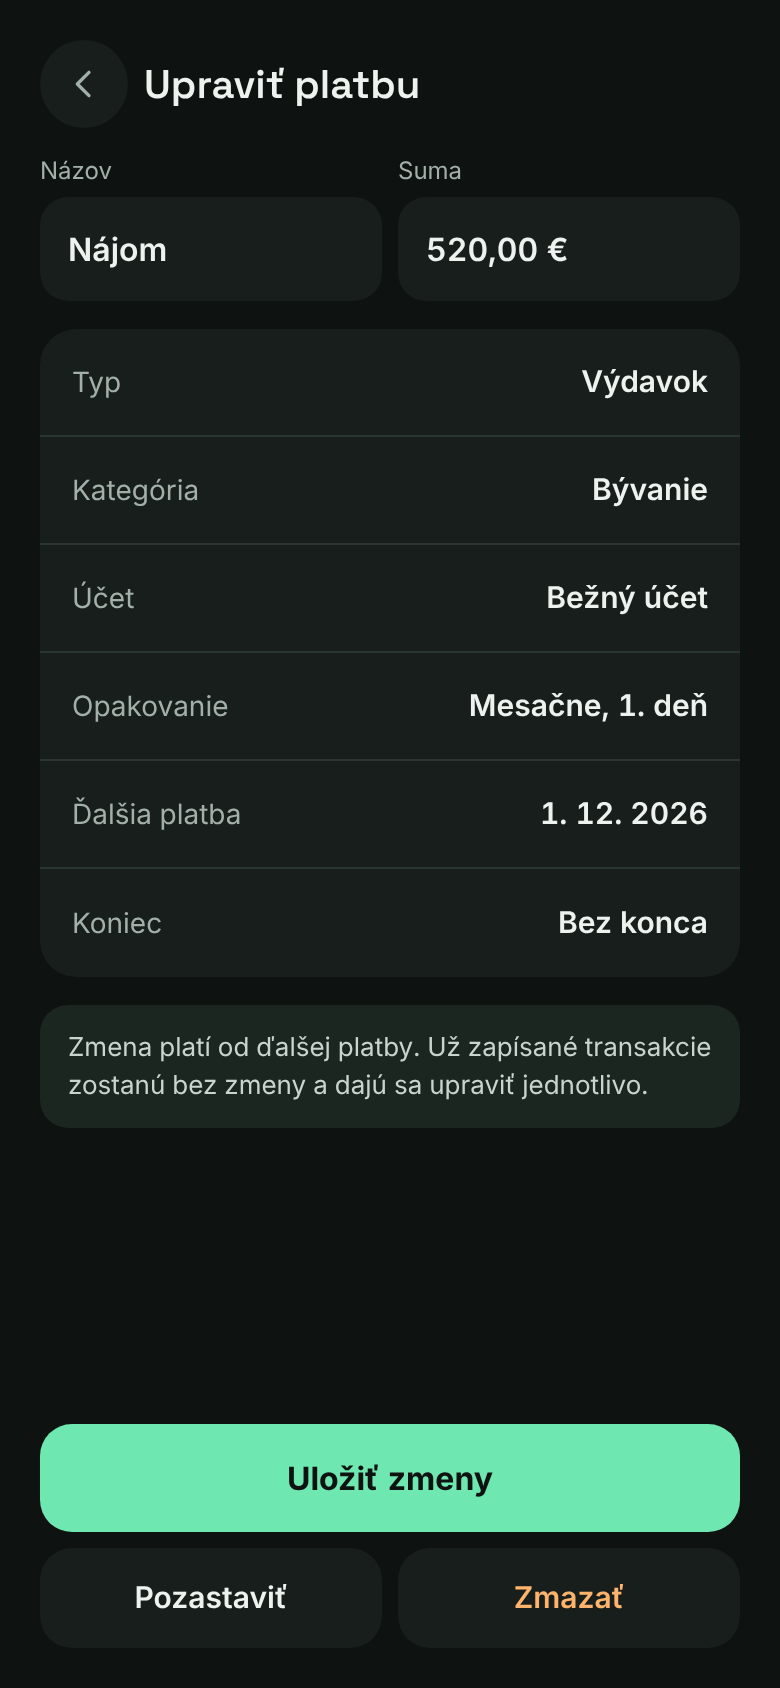 Upraviť platbu
Názov
Suma
Nájom
520,00 €
Typ
Výdavok
Kategória
Bývanie
Účet
Bežný účet
Opakovanie
Mesačne, 1. deň
Ďalšia platba
1. 12. 2026
Koniec
Bez konca
Zmena platí od ďalšej platby. Už zapísané transakcie
zostanú bez zmeny a dajú sa upraviť jednotlivo.
Uložiť zmeny
Pozastaviť
Zmazať